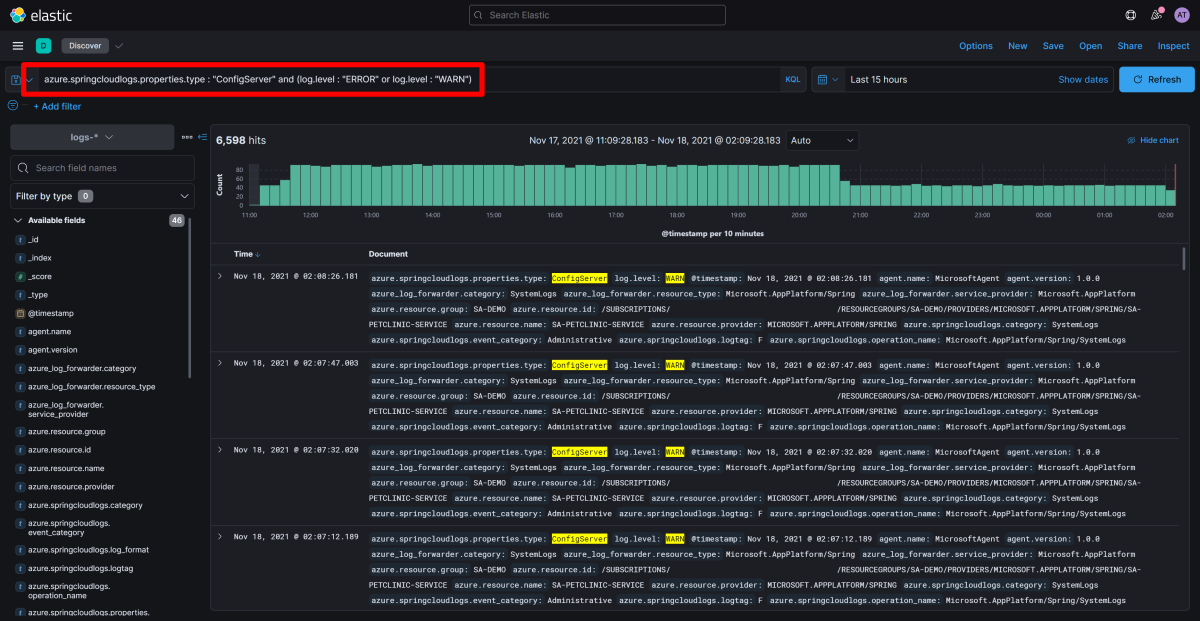 elastic
Search Elastic
AT
D
Discover
Options New Save Open Share Inspect
azure.springcloudlogs.properties.type : "ConfigServer" and (log.level : "ERROR" or log.level : "WARN")
KQL
Last 15 hours
Show dates
Refresh
+ Add filter
logs-*
Search field names
Filter by type 0
Available fields 46
t _id
t _index
# _score
t _type
@timestamp
t agent.name
t agent.version
t azure_log_forwarder.category
t azure_log_forwarder.resource_type
t azure_log_forwarder.
service_provider
t azure.resource.group
t azure.resource.id
t azure.resource.name
t azure.resource.provider
t azure.springcloudlogs.category
t azure.springcloudlogs.
event_category
t azure.springcloudlogs.log_format
t azure.springcloudlogs.logtag
t azure.springcloudlogs.
operation_name
t azure.springcloudlogs.properties.
6,598 hits
Nov 17, 2021 @ 11:09:28.183 - Nov 18, 2021 @ 02:09:28.183
Auto
Hide chart
Count
80
60
40
20
0
11:00 12:00 13:00 14:00 15:00 16:00 17:00 18:00 19:00 20:00 21:00 22:00 23:00 00:00 01:00 02:00
@timestamp per 10 minutes
Time Document
Nov 18, 2021 @ 02:08:26.181 azure.springcloudlogs.properties.type: ConfigServer log.level: WARN @timestamp: Nov 18, 2021 @ 02:08:26.181 agent.name: MicrosoftAgent agent.version: 1.0.0
azure_log_forwarder.category: SystemLogs azure_log_forwarder.resource_type: Microsoft.AppPlatform/Spring azure_log_forwarder.service_provider: Microsoft.AppPlatform
azure.resource.group: SA-DEMO azure.resource.id: /SUBSCRIPTIONS/ /RESOURCEGROUPS/SA-DEMO/PROVIDERS/MICROSOFT.APPPLATFORM/SPRING/SA-
PETCLINIC-SERVICE azure.resource.name: SA-PETCLINIC-SERVICE azure.resource.provider: MICROSOFT.APPPLATFORM/SPRING azure.springcloudlogs.category: SystemLogs
azure.springcloudlogs.event_category: Administrative azure.springcloudlogs.logtag: F azure.springcloudlogs.operation_name: Microsoft.AppPlatform/Spring/SystemLogs
Nov 18, 2021 @ 02:07:47.003 azure.springcloudlogs.properties.type: ConfigServer log.level: WARN @timestamp: Nov 18, 2021 @ 02:07:47.003 agent.name: MicrosoftAgent agent.version: 1.0.0
azure_log_forwarder.category: SystemLogs azure_log_forwarder.resource_type: Microsoft.AppPlatform/Spring azure_log_forwarder.service_provider: Microsoft.AppPlatform
azure.resource.group: SA-DEMO azure.resource.id: /SUBSCRIPTIONS/ /RESOURCEGROUPS/SA-DEMO/PROVIDERS/MICROSOFT.APPPLATFORM/SPRING/SA-
PETCLINIC-SERVICE azure.resource.name: SA-PETCLINIC-SERVICE azure.resource.provider: MICROSOFT.APPPLATFORM/SPRING azure.springcloudlogs.category: SystemLogs
azure.springcloudlogs.event_category: Administrative azure.springcloudlogs.logtag: F azure.springcloudlogs.operation_name: Microsoft.AppPlatform/Spring/SystemLogs
Nov 18, 2021 @ 02:07:32.020 azure.springcloudlogs.properties.type: ConfigServer log.level: WARN @timestamp: Nov 18, 2021 @ 02:07:32.020 agent.name: MicrosoftAgent agent.version: 1.0.0
azure_log_forwarder.category: SystemLogs azure_log_forwarder.resource_type: Microsoft.AppPlatform/Spring azure_log_forwarder.service_provider: Microsoft.AppPlatform
azure.resource.group: SA-DEMO azure.resource.id: /SUBSCRIPTIONS/ /RESOURCEGROUPS/SA-DEMO/PROVIDERS/MICROSOFT.APPPLATFORM/SPRING/SA-
PETCLINIC-SERVICE azure.resource.name: SA-PETCLINIC-SERVICE azure.resource.provider: MICROSOFT.APPPLATFORM/SPRING azure.springcloudlogs.category: SystemLogs
azure.springcloudlogs.event_category: Administrative azure.springcloudlogs.logtag: F azure.springcloudlogs.operation_name: Microsoft.AppPlatform/Spring/SystemLogs
Nov 18, 2021 @ 02:07:12.189 azure.springcloudlogs.properties.type: ConfigServer log.level: WARN @timestamp: Nov 18, 2021 @ 02:07:12.189 agent.name: MicrosoftAgent agent.version: 1.0.0
azure_log_forwarder.category: SystemLogs azure_log_forwarder.resource_type: Microsoft.AppPlatform/Spring azure_log_forwarder.service_provider: Microsoft.AppPlatform
azure.resource.group: SA-DEMO azure.resource.id: /SUBSCRIPTIONS/ /RESOURCEGROUPS/SA-DEMO/PROVIDERS/MICROSOFT.APPPLATFORM/SPRING/SA-
PETCLINIC-SERVICE azure.resource.name: SA-PETCLINIC-SERVICE azure.resource.provider: MICROSOFT.APPPLATFORM/SPRING azure.springcloudlogs.category: SystemLogs
azure.springcloudlogs.event_category: Administrative azure.springcloudlogs.logtag: F azure.springcloudlogs.operation_name: Microsoft.AppPlatform/Spring/SystemLogs